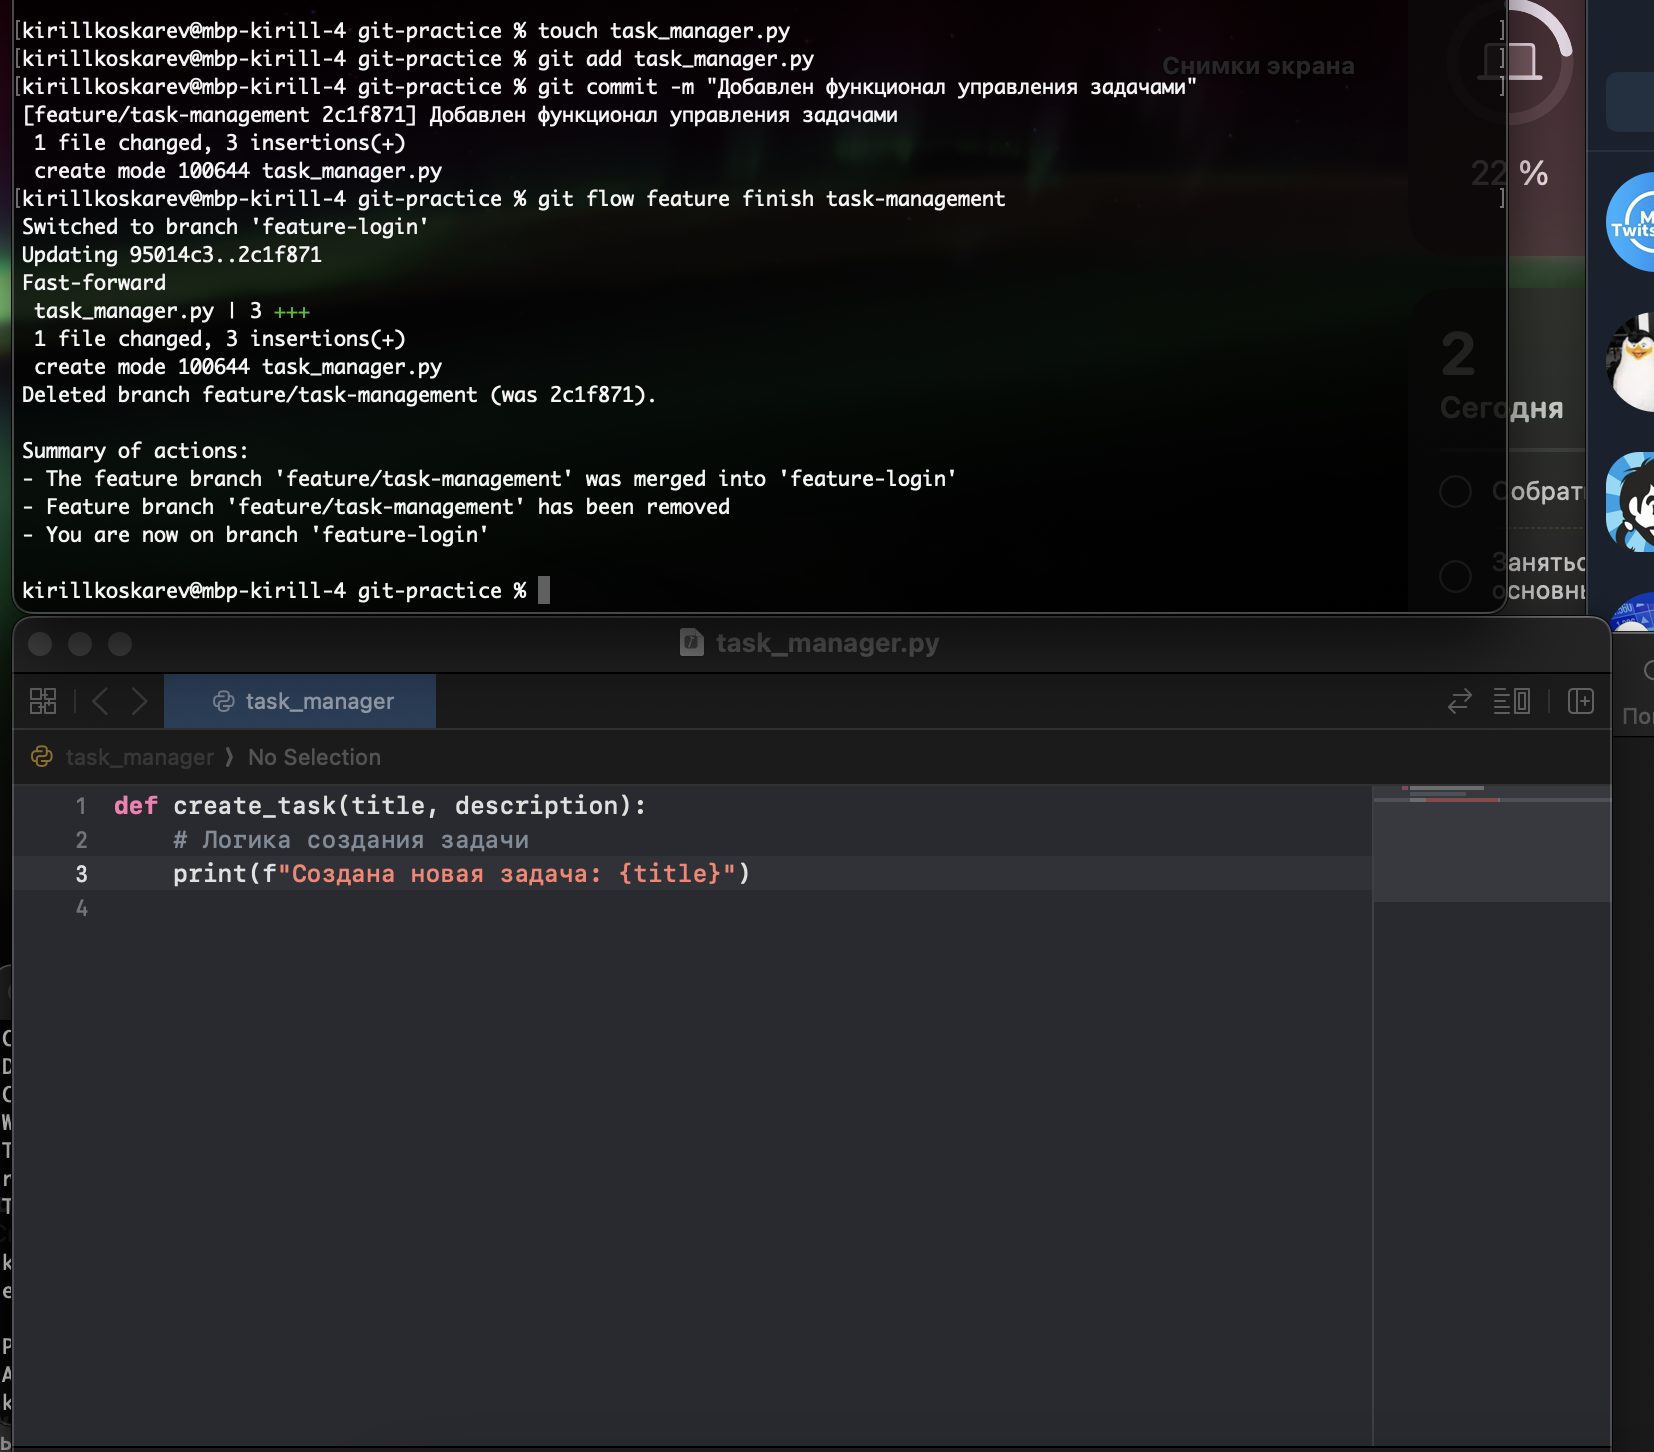 kirillkoskarev@mbp-kirill-4 git-practice % touch task_manager.py
kirillkoskarev@mbp-kirill-4 git-practice % git add task_manager.py
kirillkoskarev@mbp-kirill-4 git-practice % git commit -m "Добавлен функционал управления задачами"
[feature/task-management 2c1f871] Добавлен функционал управления задачами
1 file changed, 3 insertions(+)
create mode 100644 task_manager.py
kirillkoskarev@mbp-kirill-4 git-practice % git flow feature finish task-management
Switched to branch 'feature-login'
Updating 95014c3..2c1f871
Fast-forward
task_manager.py | 3 +++
1 file changed, 3 insertions(+)
create mode 100644 task_manager.py
Deleted branch feature/task-management (was 2c1f871).
Summary of actions:
- The feature branch 'feature/task-management' was merged into 'feature-login'
- Feature branch 'feature/task-management' has been removed
- You are now on branch 'feature-login'
kirillkoskarev@mbp-kirill-4 git-practice %
Снимки экрана
22 %
2
Сегодня
task_manager.py
task_manager
task_manager ⟩ No Selection
1 def create_task(title, description):
2 # Логика создания задачи
3 print(f"Создана новая задача: {title}")
4